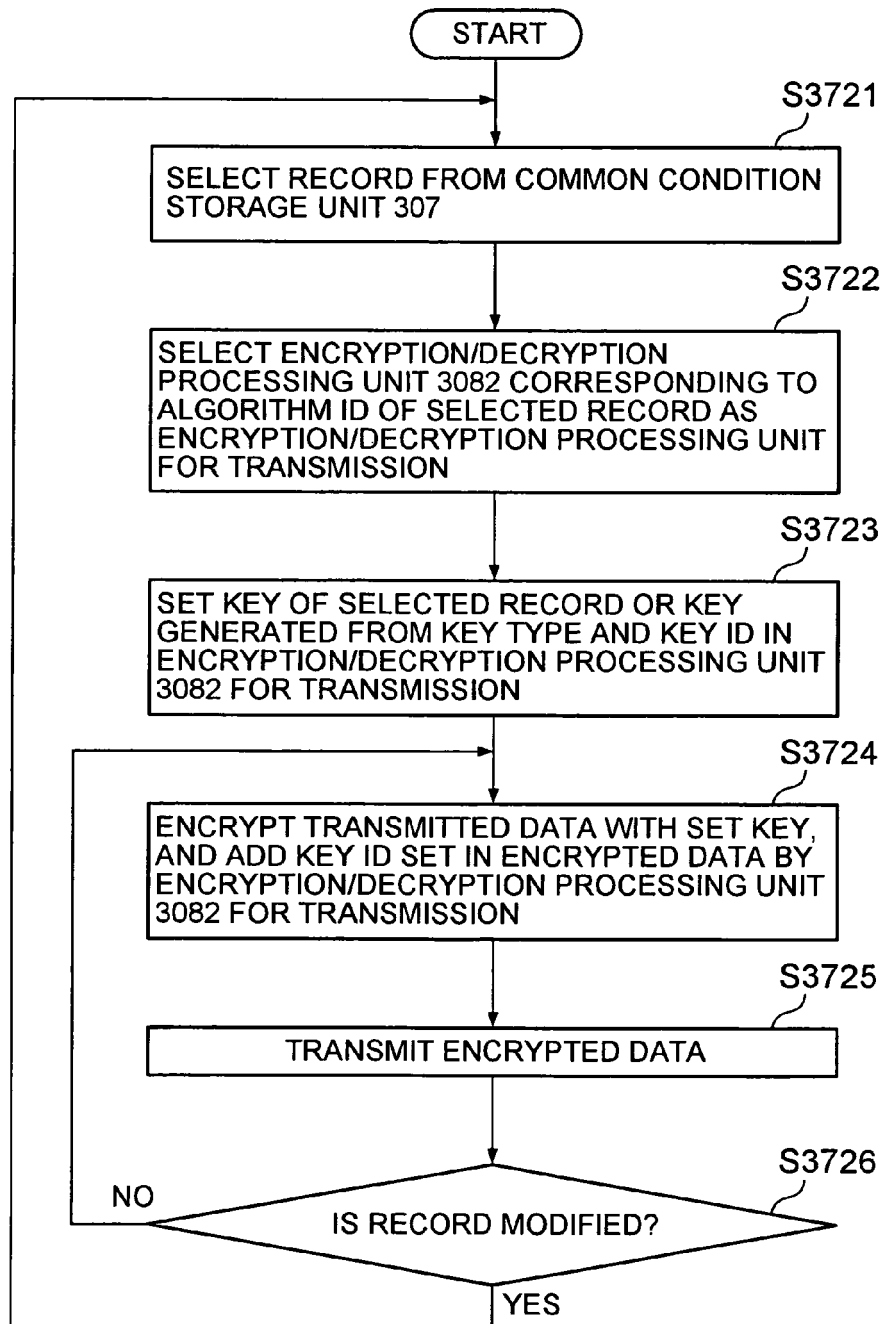 START
S3721
SELECT RECORD FROM COMMON CONDITION
STORAGE UNIT 307
S3722
SELECT ENCRYPTION/DECRYPTION
PROCESSING UNIT 3082 CORRESPONDING TO
ALGORITHM ID OF SELECTED RECORD AS
ENCRYPTION/DECRYPTION PROCESSING UNIT
FOR TRANSMISSION
S3723
SET KEY OF SELECTED RECORD OR KEY
GENERATED FROM KEY TYPE AND KEY ID IN
ENCRYPTION/DECRYPTION PROCESSING UNIT
3082 FOR TRANSMISSION
S3724
ENCRYPT TRANSMITTED DATA WITH SET KEY,
AND ADD KEY ID SET IN ENCRYPTED DATA BY
ENCRYPTION/DECRYPTION PROCESSING UNIT
3082 FOR TRANSMISSION
S3725
TRANSMIT ENCRYPTED DATA
S3726
NO
IS RECORD MODIFIED?
YES